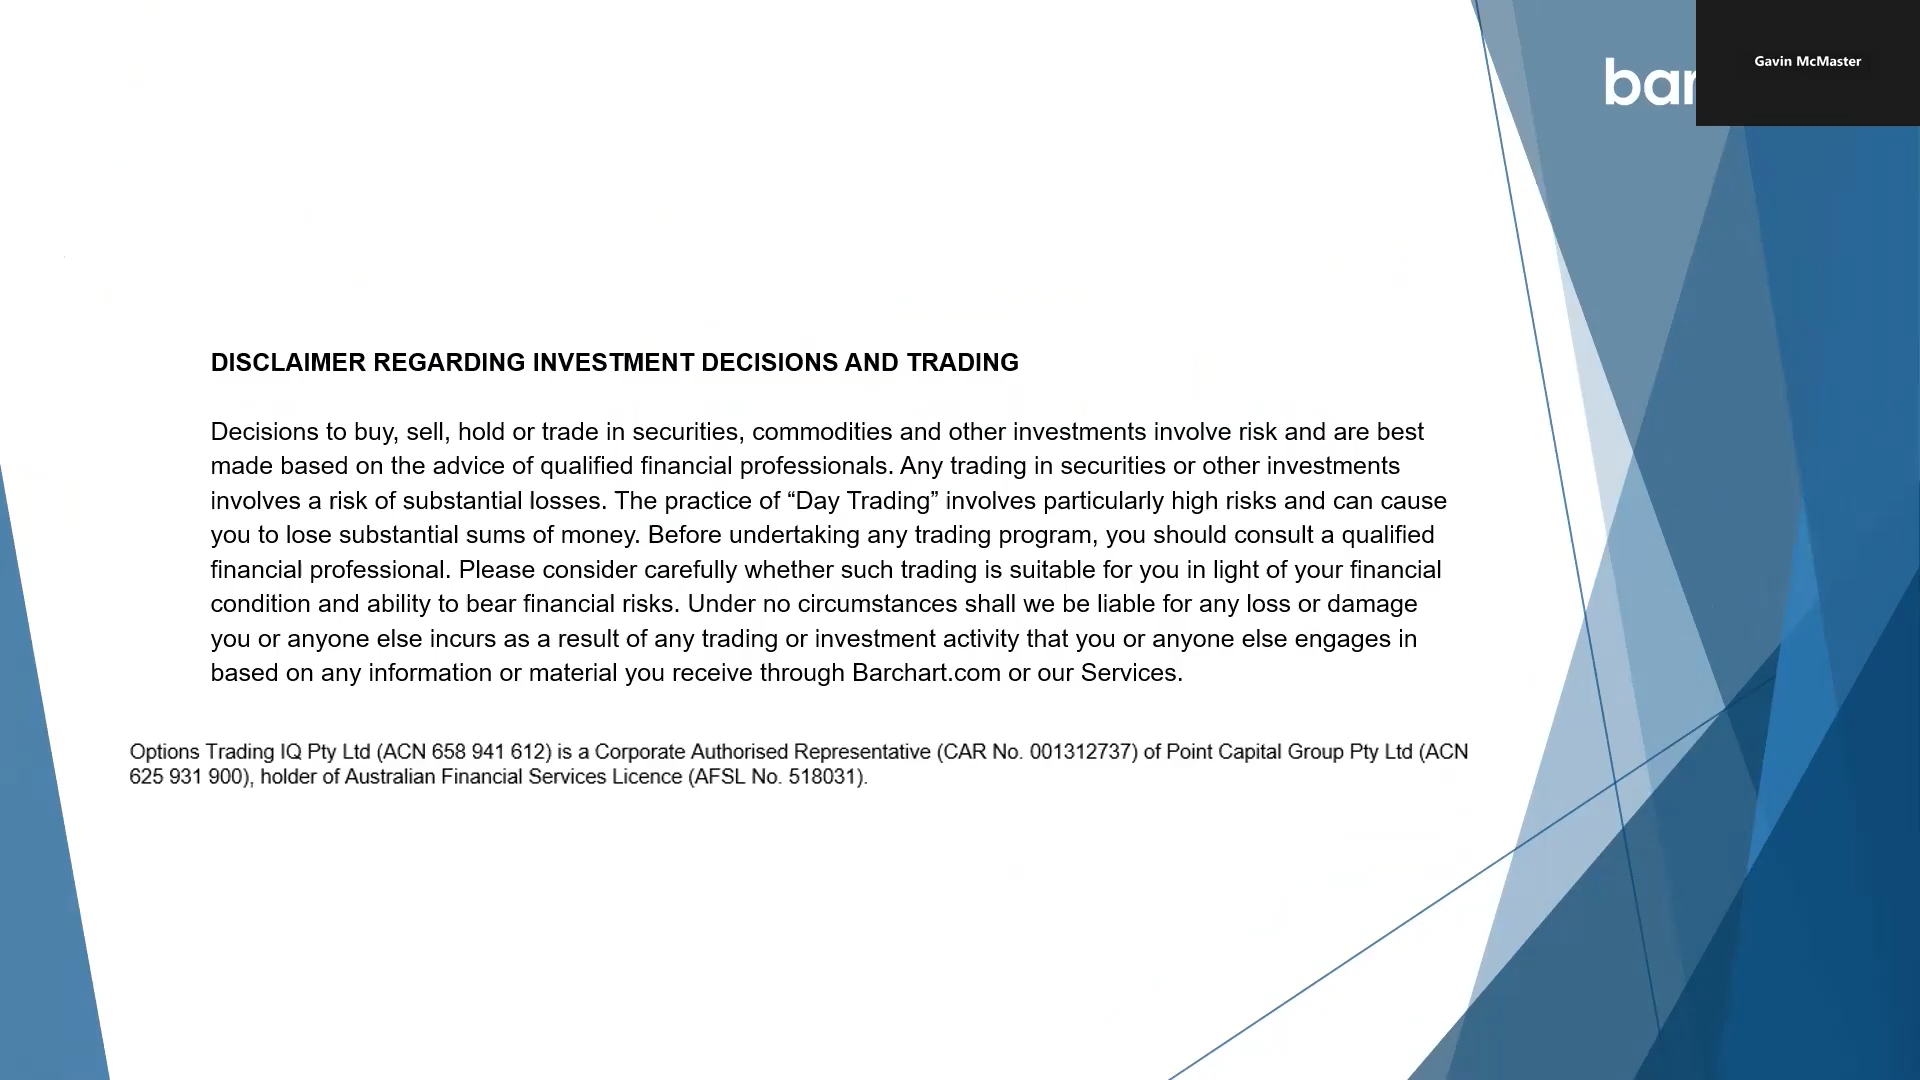 bar
Gavin McMaster
DISCLAIMER REGARDING INVESTMENT DECISIONS AND TRADING
Decisions to buy, sell, hold or trade in securities, commodities and other investments involve risk and are best
made based on the advice of qualified financial professionals. Any trading in securities or other investments
involves a risk of substantial losses. The practice of “Day Trading” involves particularly high risks and can cause
you to lose substantial sums of money. Before undertaking any trading program, you should consult a qualified
financial professional. Please consider carefully whether such trading is suitable for you in light of your financial
condition and ability to bear financial risks. Under no circumstances shall we be liable for any loss or damage
you or anyone else incurs as a result of any trading or investment activity that you or anyone else engages in
based on any information or material you receive through Barchart.com or our Services.
Options Trading IQ Pty Ltd (ACN 658 941 612) is a Corporate Authorised Representative (CAR No. 001312737) of Point Capital Group Pty Ltd (ACN
625 931 900), holder of Australian Financial Services Licence (AFSL No. 518031).